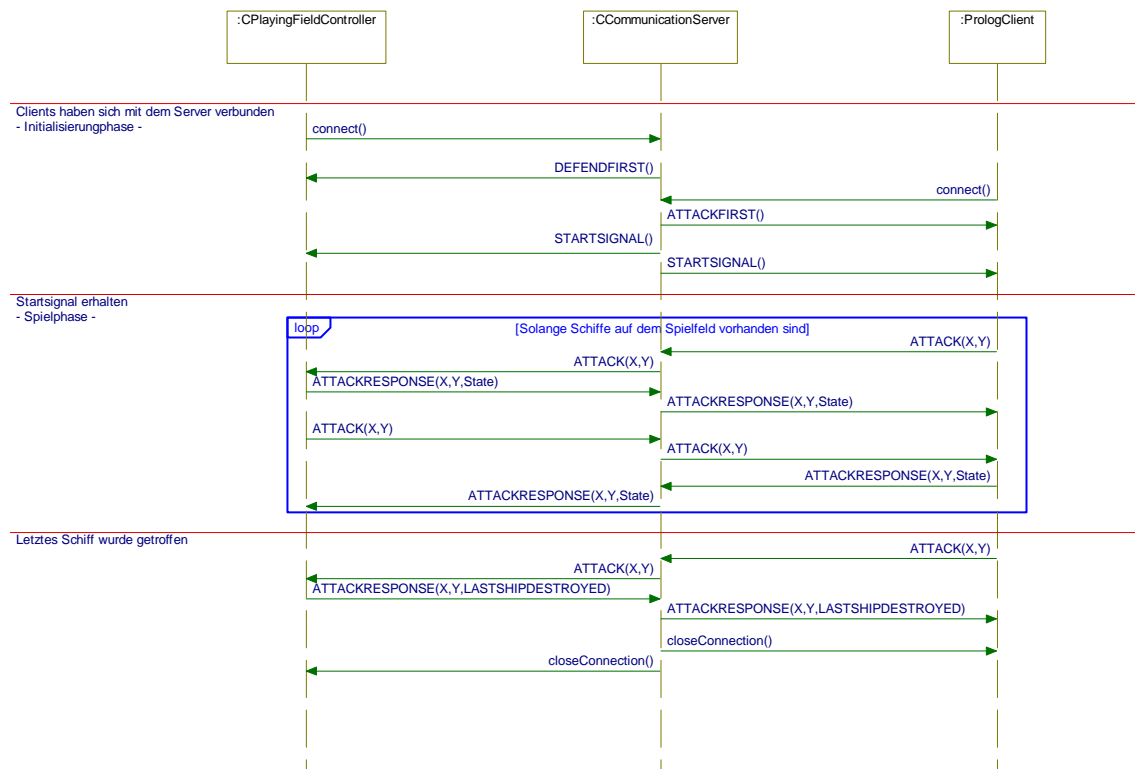 :CPlayingFieldController
:CCommunicationServer
:PrologClient
Clients haben sich mit dem Server verbunden
- Initialisierungphase -
connect()
DEFENDFIRST()
connect()
ATTACKFIRST()
STARTSIGNAL()
STARTSIGNAL()
Startsignal erhalten
- Spielphase -
loop
[Solange Schiffe auf dem Spielfeld vorhanden sind]
ATTACK(X,Y)
ATTACK(X,Y)
ATTACKRESPONSE(X,Y,State)
ATTACKRESPONSE(X,Y,State)
ATTACK(X,Y)
ATTACK(X,Y)
ATTACKRESPONSE(X,Y,State)
ATTACKRESPONSE(X,Y,State)
Letztes Schiff wurde getroffen
ATTACK(X,Y)
ATTACK(X,Y)
ATTACKRESPONSE(X,Y,LASTSHIPDESTROYED)
ATTACKRESPONSE(X,Y,LASTSHIPDESTROYED)
closeConnection()
closeConnection()